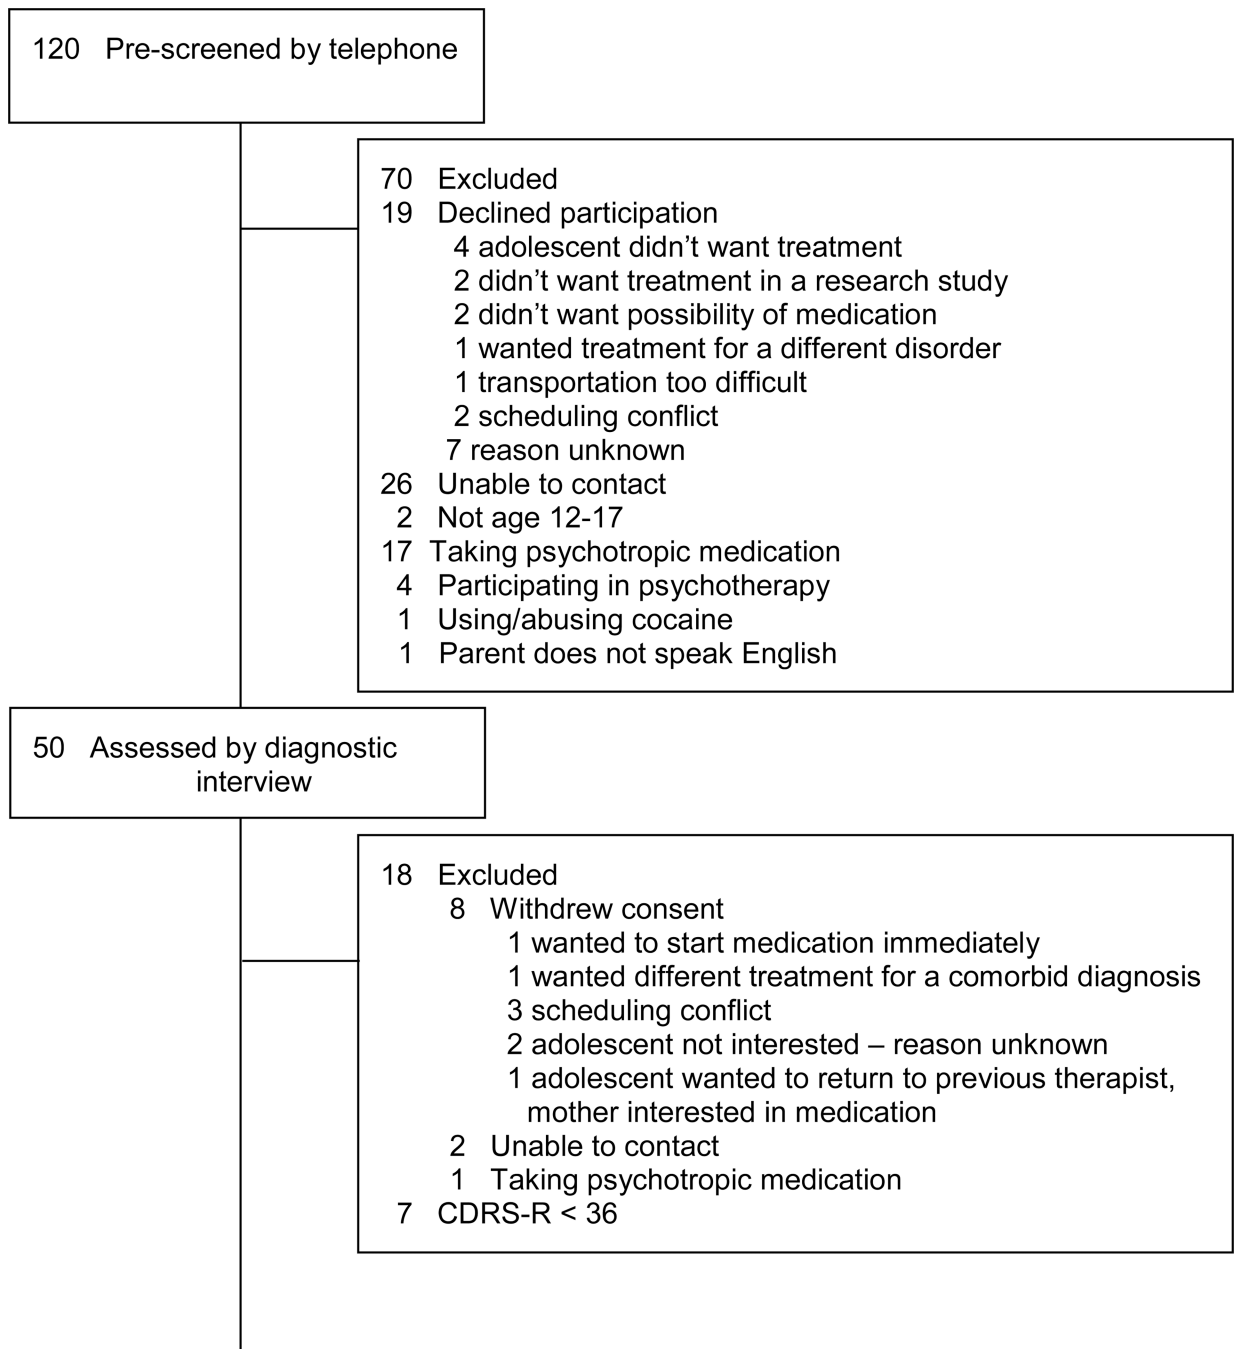 120 Pre-screened by telephone
70 Excluded
19 Declined participation
4 adolescent didn’t want treatment
2 didn’t want treatment in a research study
2 didn’t want possibility of medication
1 wanted treatment for a different disorder
1 transportation too difficult
2 scheduling conflict
7 reason unknown
26 Unable to contact
2 Not age 12-17
17 Taking psychotropic medication
4 Participating in psychotherapy
1 Using/abusing cocaine
1 Parent does not speak English
50 Assessed by diagnostic
interview
18 Excluded
8 Withdrew consent
1 wanted to start medication immediately
1 wanted different treatment for a comorbid diagnosis
3 scheduling conflict
2 adolescent not interested – reason unknown
1 adolescent wanted to return to previous therapist,
mother interested in medication
2 Unable to contact
1 Taking psychotropic medication
7 CDRS-R < 36